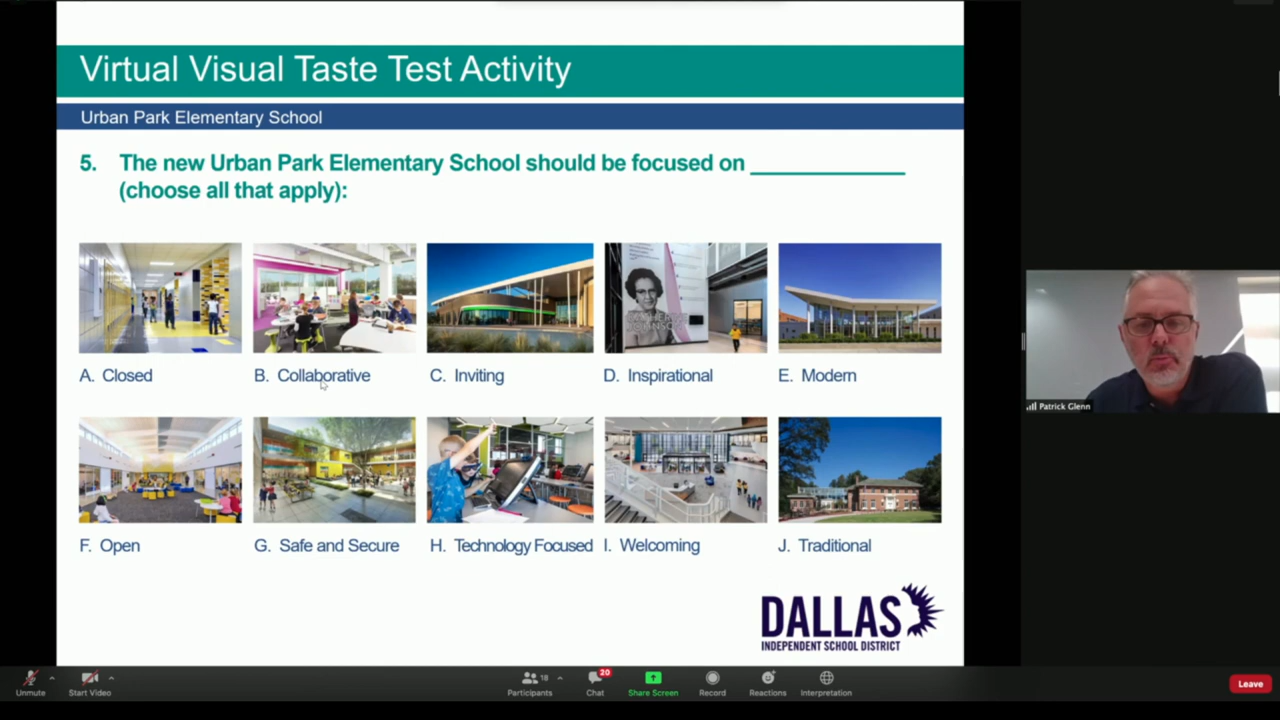 Virtual Visual Taste Test Activity
Urban Park Elementary School
5. The new Urban Park Elementary School should be focused on ______________
(choose all that apply):
A. Closed
B. Collaborative
C. Inviting
D. Inspirational
E. Modern
F. Open
G. Safe and Secure
H. Technology Focused
I. Welcoming
J. Traditional
Patrick Glenn
DALLAS
INDEPENDENT SCHOOL DISTRICT
Unmute
Start Video
18
Participants
20
Chat
Share Screen
Record
Reactions
Interpretation
Leave